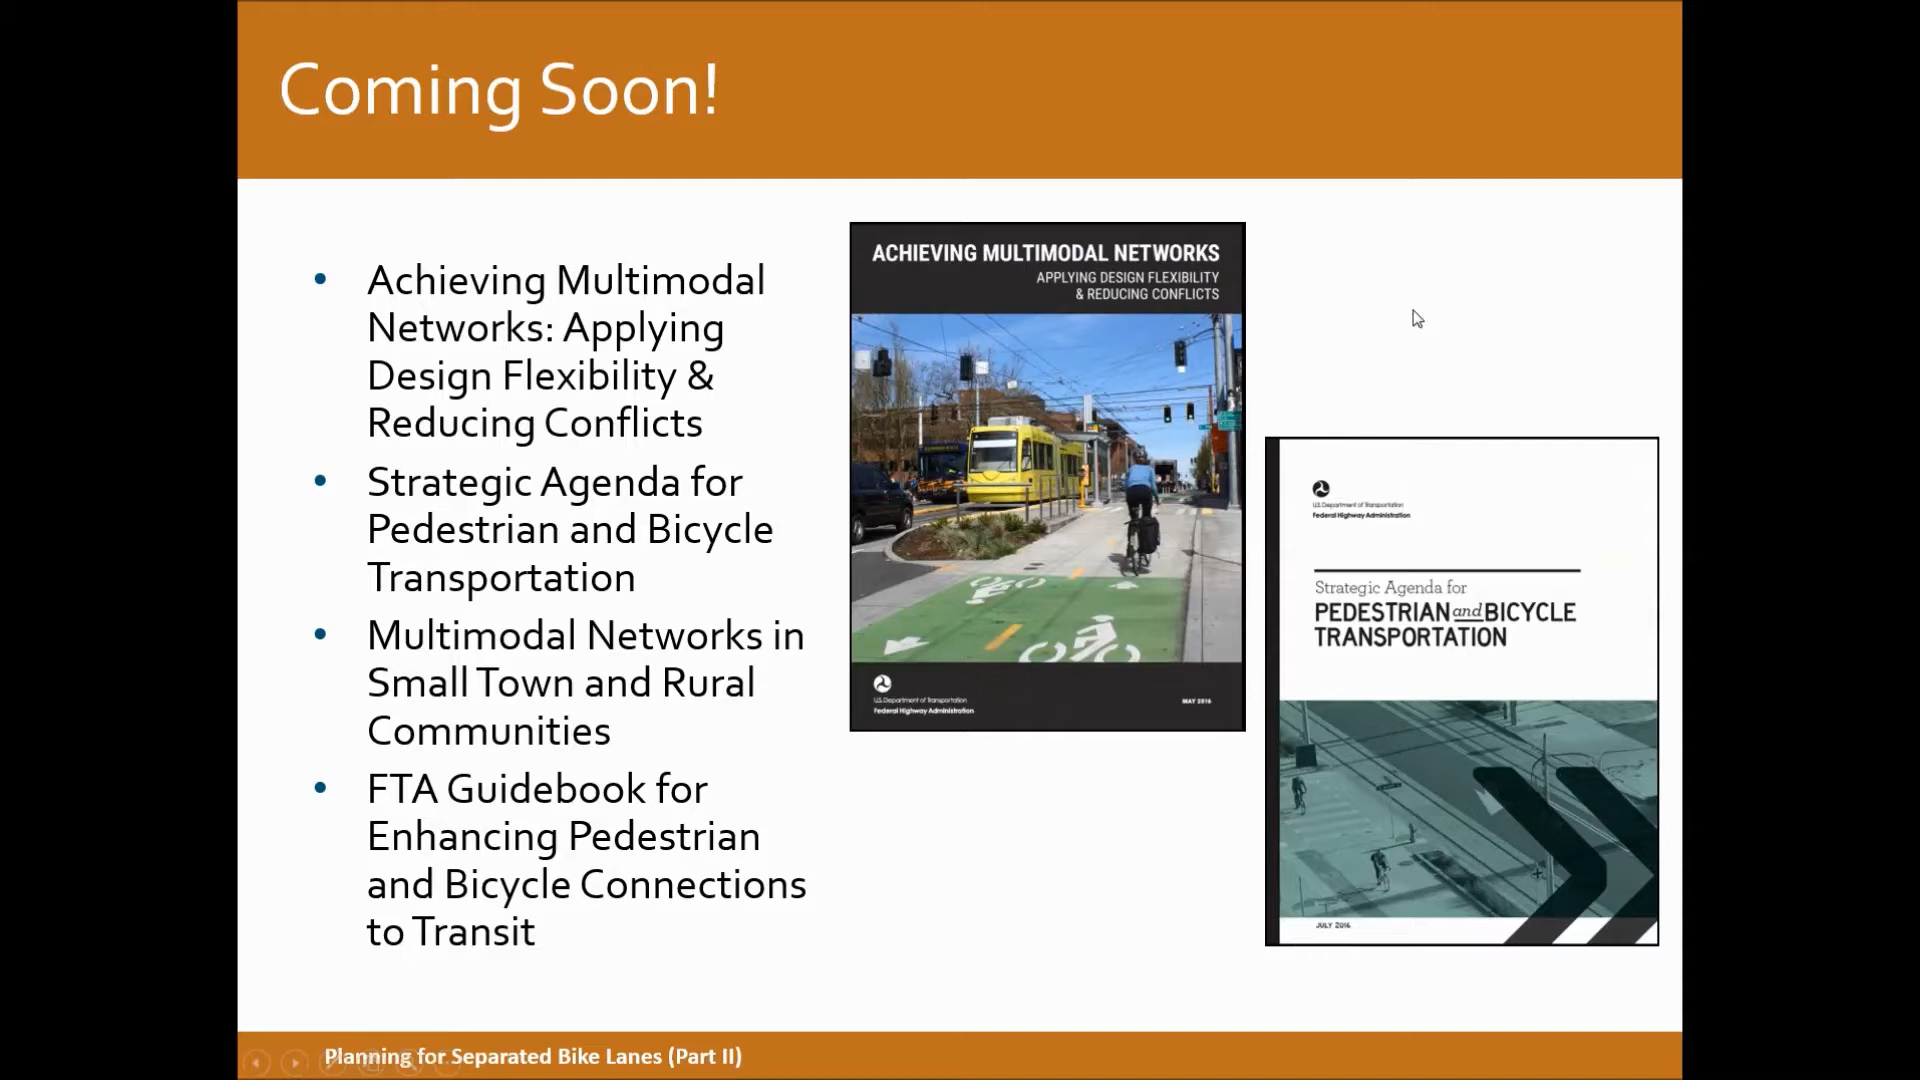 Coming Soon!
• Achieving Multimodal
Networks: Applying
Design Flexibility &
Reducing Conflicts
• Strategic Agenda for
Pedestrian and Bicycle
Transportation
• Multimodal Networks in
Small Town and Rural
Communities
• FTA Guidebook for
Enhancing Pedestrian
and Bicycle Connections
to Transit
ACHIEVING MULTIMODAL NETWORKS
APPLYING DESIGN FLEXIBILITY
& REDUCING CONFLICTS
U.S. Department of Transportation
Federal Highway Administration
MAY 2016
U.S. Department of Transportation
Federal Highway Administration
Strategic Agenda for
PEDESTRIAN and BICYCLE
TRANSPORTATION
JULY 2016
Planning for Separated Bike Lanes (Part II)